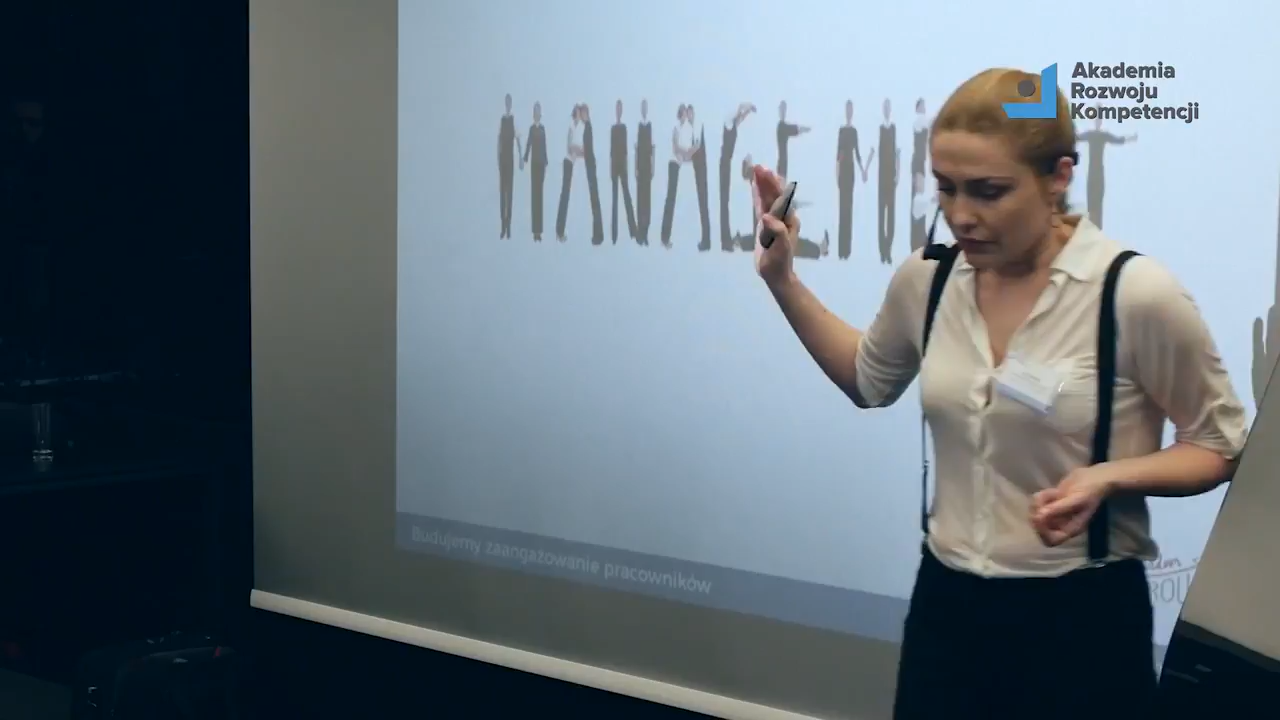 Akademia
Rozwoju
Kompetencji
MANAGEMENT
Budujemy zaangażowanie pracowników